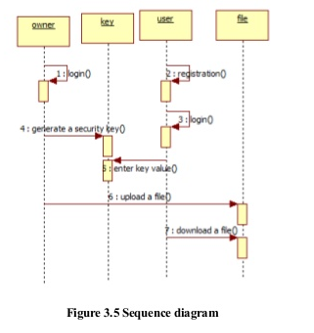 owner
key
user
file
1 : login()
2 : registration()
3 : login()
4 : generate a security key()
5 : enter key value()
6 : upload a file()
7 : download a file()
Figure 3.5 Sequence diagram